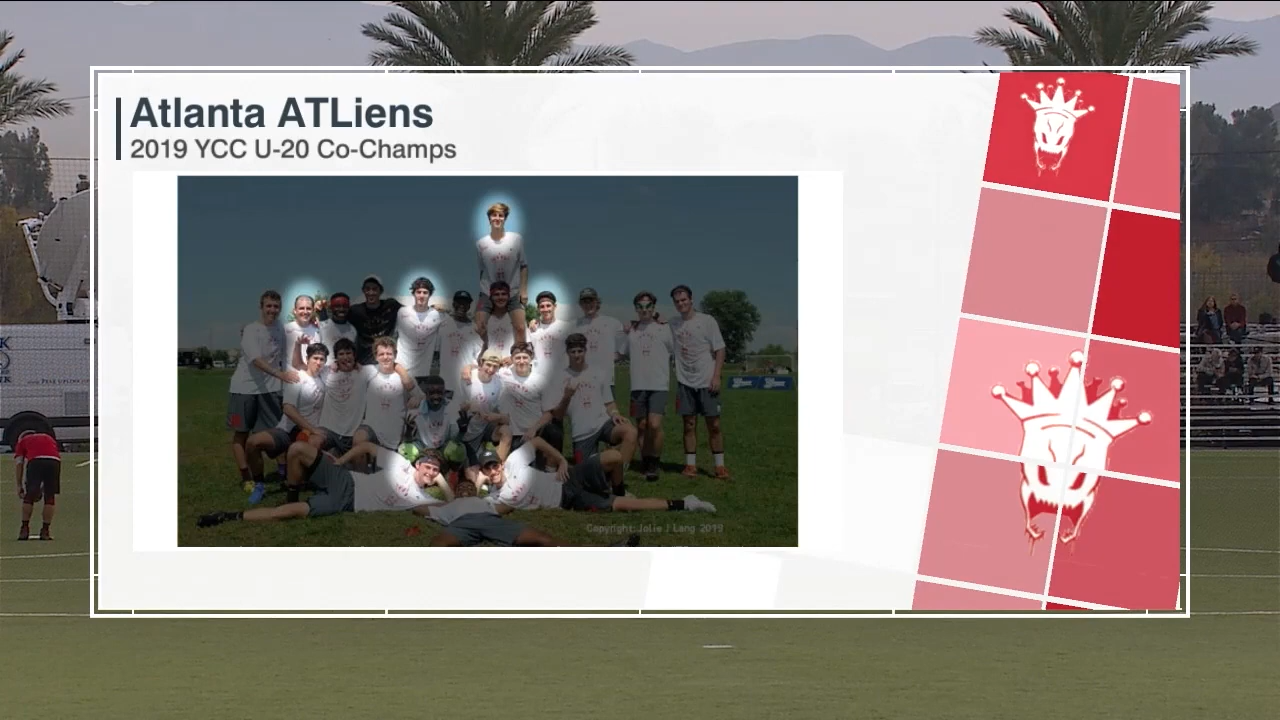 Atlanta ATLiens
2019 YCC U-20 Co-Champs
Copyright: Jolie J Lang 2019